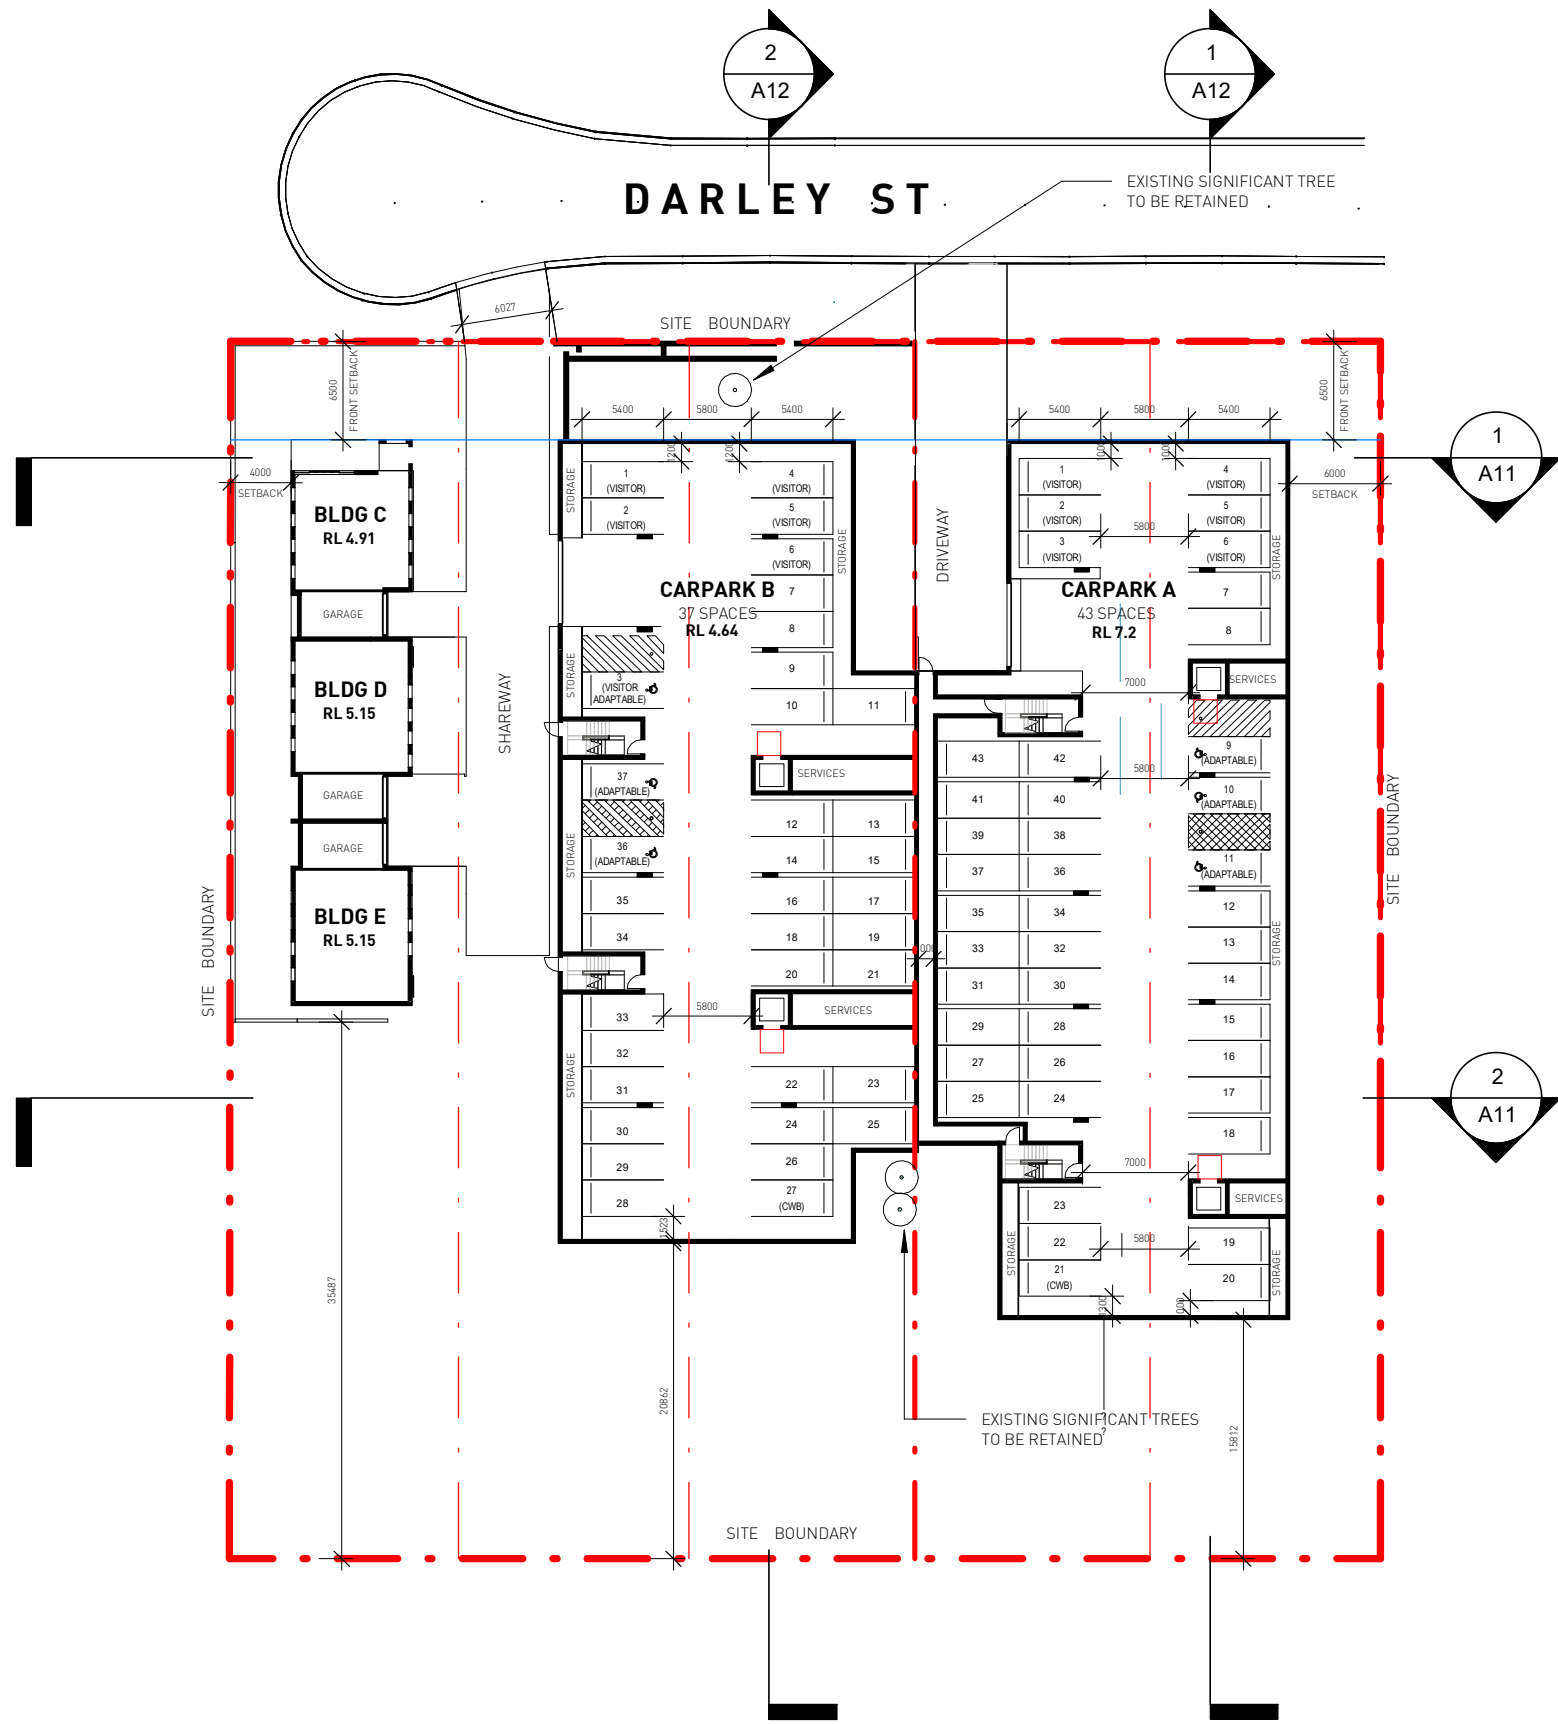 2
A12
1
A12
DARLEY ST
EXISTING SIGNIFICANT TREE
TO BE RETAINED
6027
SITE BOUNDARY
6500
FRONT SETBACK
5400
5800
5400
5400
5800
5400
6500
FRONT SETBACK
1
A11
4000
SETBACK
6000
SETBACK
1200
1200
1000
1000
BLDG C
RL 4.91
GARAGE
BLDG D
RL 5.15
GARAGE
GARAGE
BLDG E
RL 5.15
SHAREWAY
SITE BOUNDARY
STORAGE
1
(VISITOR)
2
(VISITOR)
4
(VISITOR)
5
(VISITOR)
6
(VISITOR)
STORAGE
CARPARK B
37 SPACES
RL 4.64
7
8
9
10
11
STORAGE
3
(VISITOR
ADAPTABLE)
SERVICES
37
(ADAPTABLE)
36
(ADAPTABLE)
STORAGE
12
13
14
15
35
16
17
34
18
19
20
21
5800
SERVICES
33
32
31
STORAGE
22
23
30
24
25
29
26
28
27
(CWB)
1523
DRIVEWAY
1
(VISITOR)
2
(VISITOR)
3
(VISITOR)
4
(VISITOR)
5
(VISITOR)
6
(VISITOR)
5800
STORAGE
CARPARK A
43 SPACES
RL 7.2
7
8
7000
SERVICES
43
42
5800
9
(ADAPTABLE)
41
40
10
(ADAPTABLE)
39
38
37
36
11
(ADAPTABLE)
35
34
12
33
32
13
STORAGE
31
30
14
29
28
15
27
26
16
25
24
17
18
7000
SERVICES
23
22
5800
19
21
(CWB)
20
STORAGE
STORAGE
1300
SITE BOUNDARY
2
A11
35487
20862
15812
EXISTING SIGNIFICANT TREES
TO BE RETAINED
?
SITE BOUNDARY